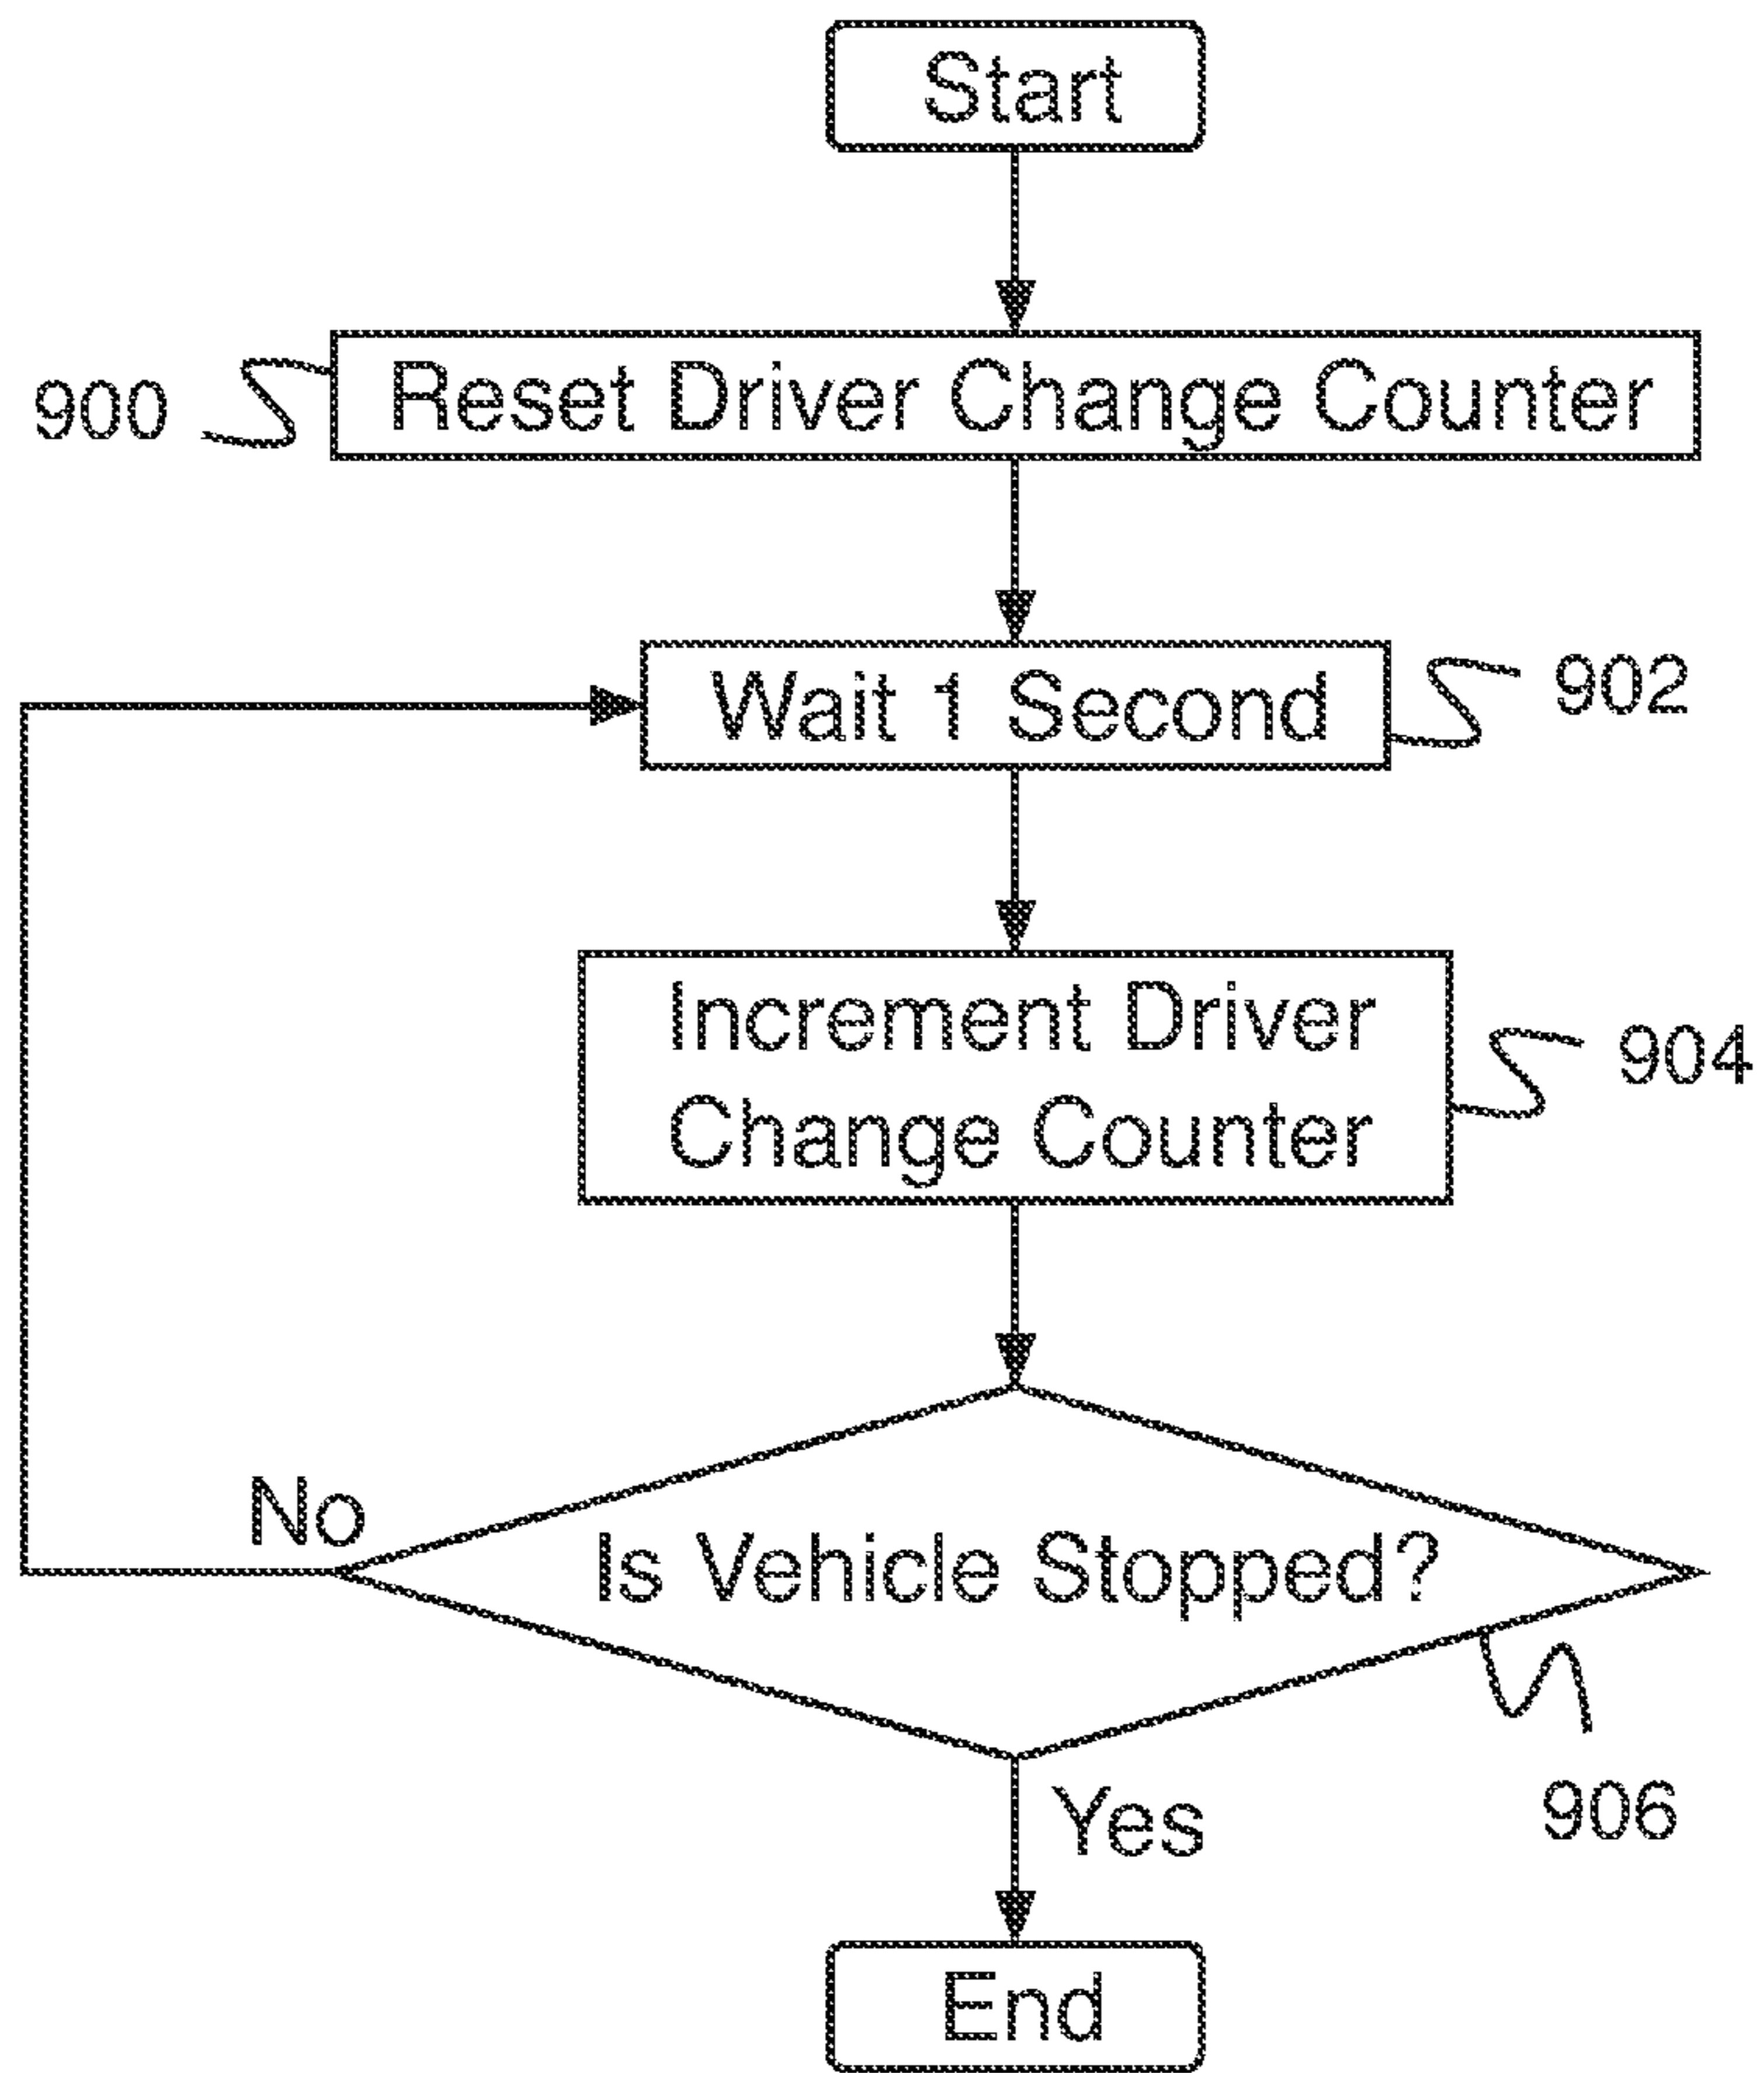 Start
900
Reset Driver Change Counter
Wait 1 Second
902
Increment Driver
Change Counter
904
No
Is Vehicle Stopped?
Yes
906
End